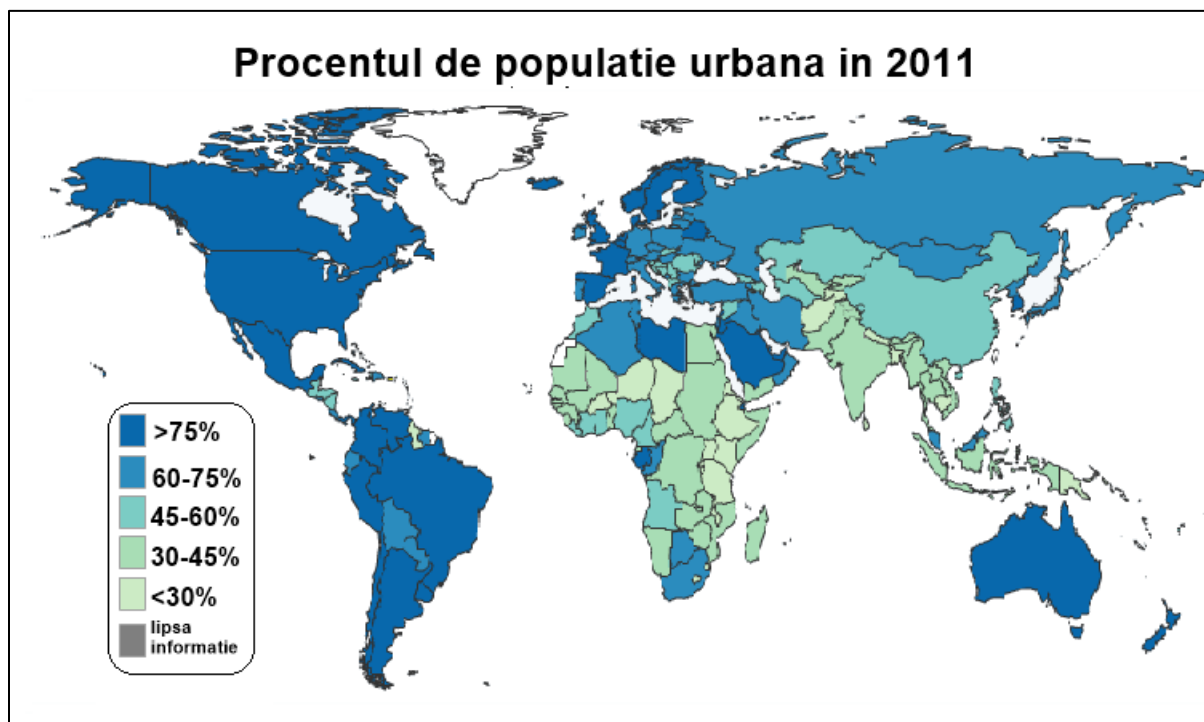 Procentul de populatie urbana in 2011
>75%
60-75%
45-60%
30-45%
<30%
lipsa
informatie